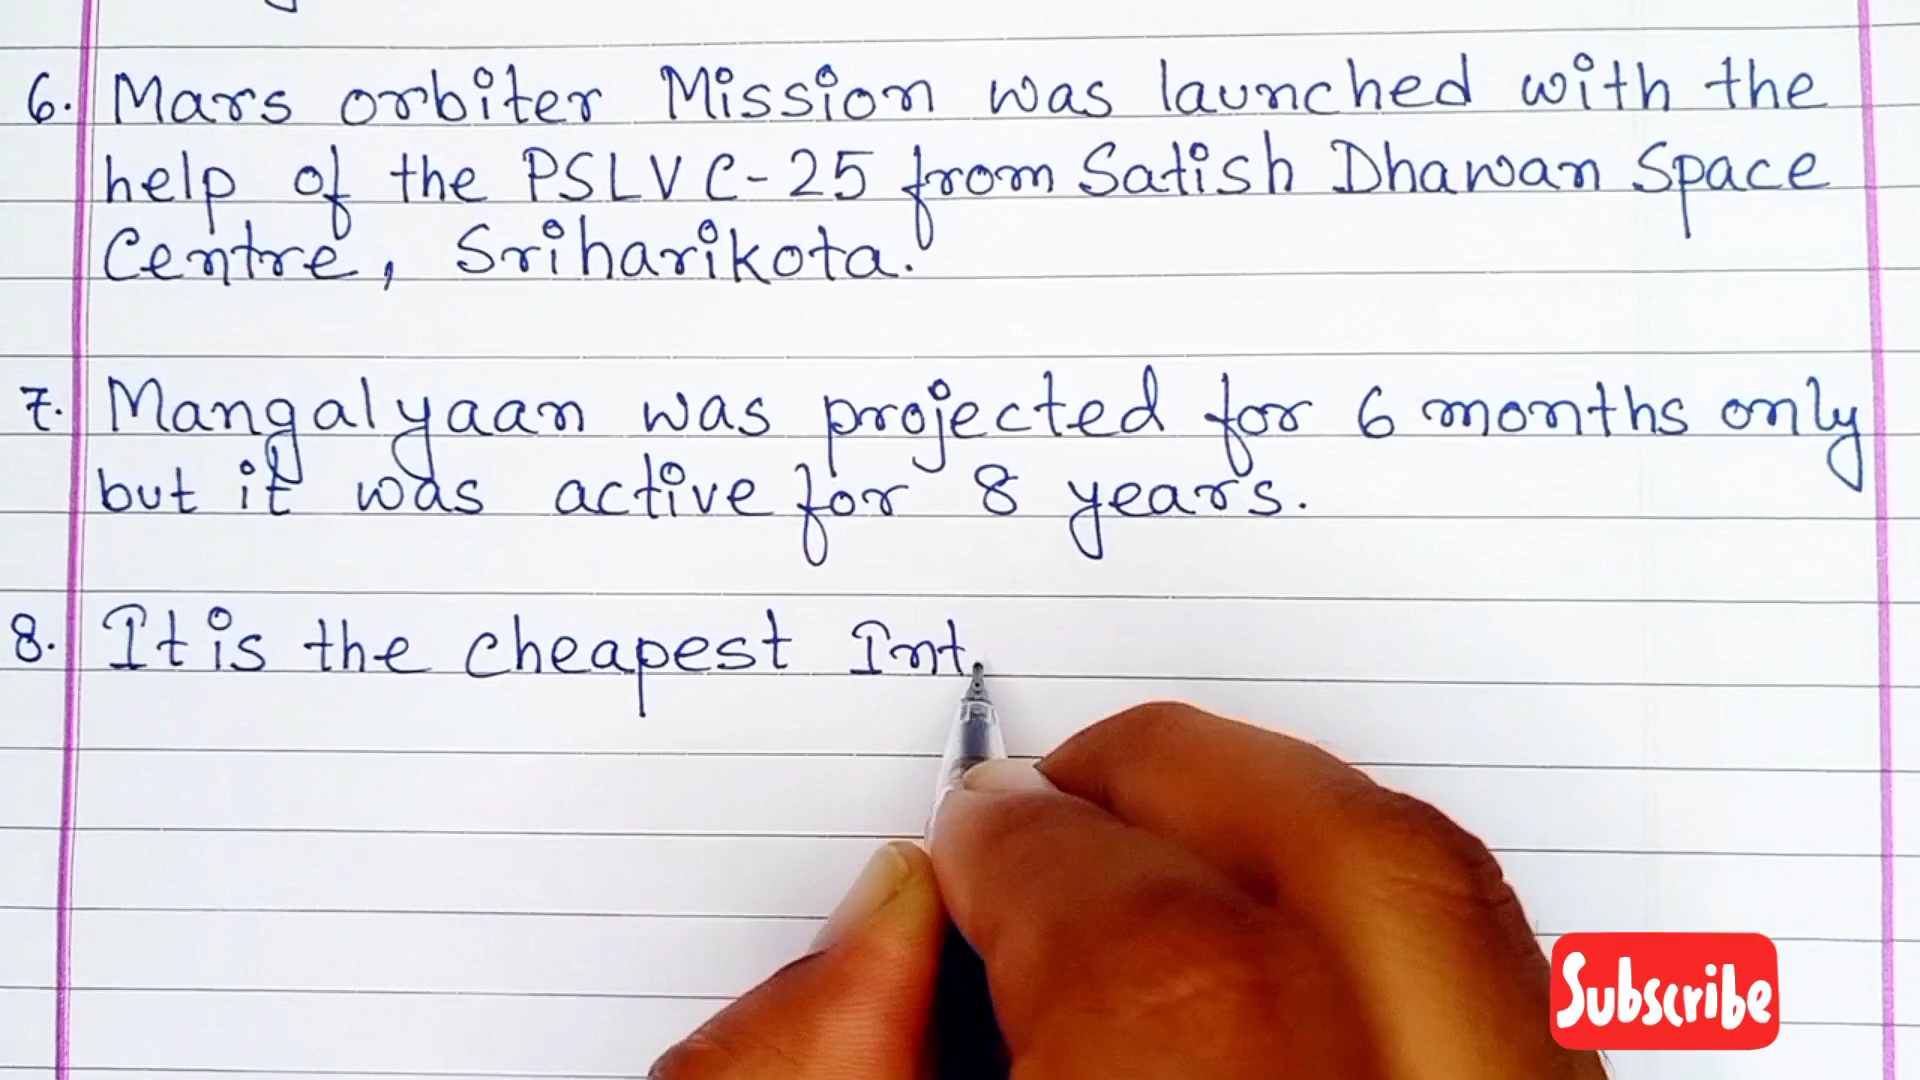 6. Mars orbiter Mission was launched with the
help of the PSLV C-25 from Satish Dhawan Space
Centre, Sriharikota.
7. Mangalyaan was projected for 6 months only
but it was active for 8 years.
8. It is the cheapest Int
Subscribe